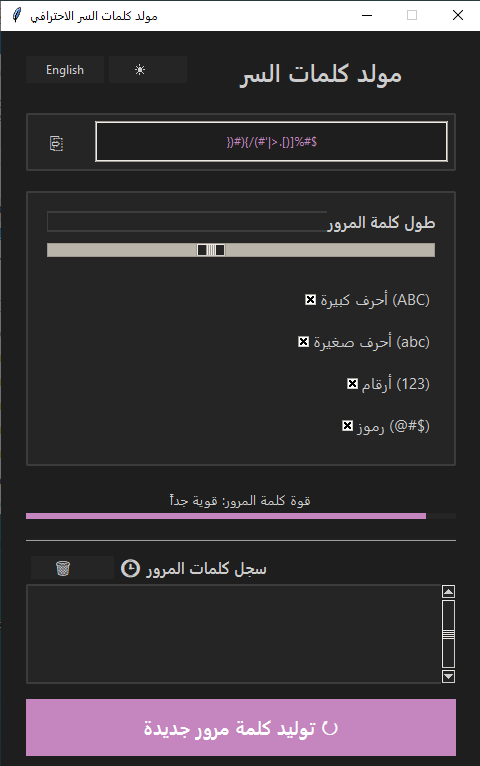 مولد كلمات السر الاحترافي
English
مولد كلمات السر
})#){/(#'|>.[)]%#$
طول كلمة المرور
أحرف كبيرة (ABC)
أحرف صغيرة (abc)
أرقام (123)
رموز (@#$)
قوة كلمة المرور: قوية جداً
سجل كلمات المرور
توليد كلمة مرور جديدة